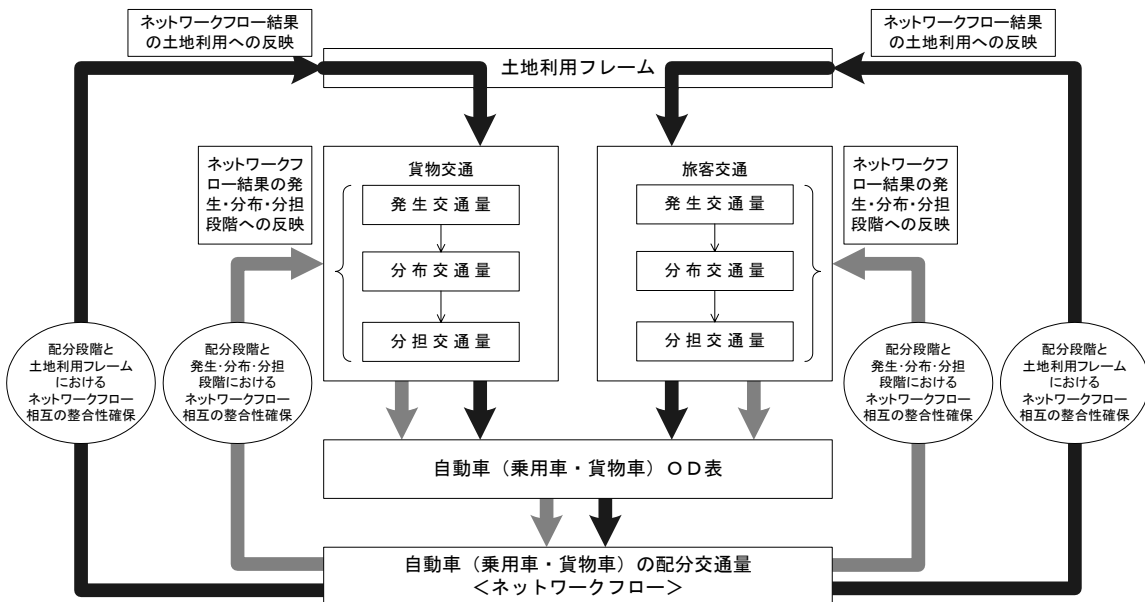 ネットワークフロー結果
の土地利用への反映
ネットワークフロー結果
の土地利用への反映
土地利用フレーム
ネットワークフ
ロー結果の発
生・分布・分担
段階への反映
貨物交通
発生交通量
分布交通量
分担交通量
旅客交通
発生交通量
分布交通量
分担交通量
ネットワークフ
ロー結果の発
生・分布・分担
段階への反映
配分段階と
土地利用フレーム
における
ネットワークフロー
相互の整合性確保
配分段階と
発生・分布・分担
段階における
ネットワークフロー
相互の整合性確保
配分段階と
発生・分布・分担
段階における
ネットワークフロー
相互の整合性確保
配分段階と
土地利用フレーム
における
ネットワークフロー
相互の整合性確保
自動車（乗用車・貨物車）ＯＤ表
自動車（乗用車・貨物車）の配分交通量
＜ネットワークフロー＞